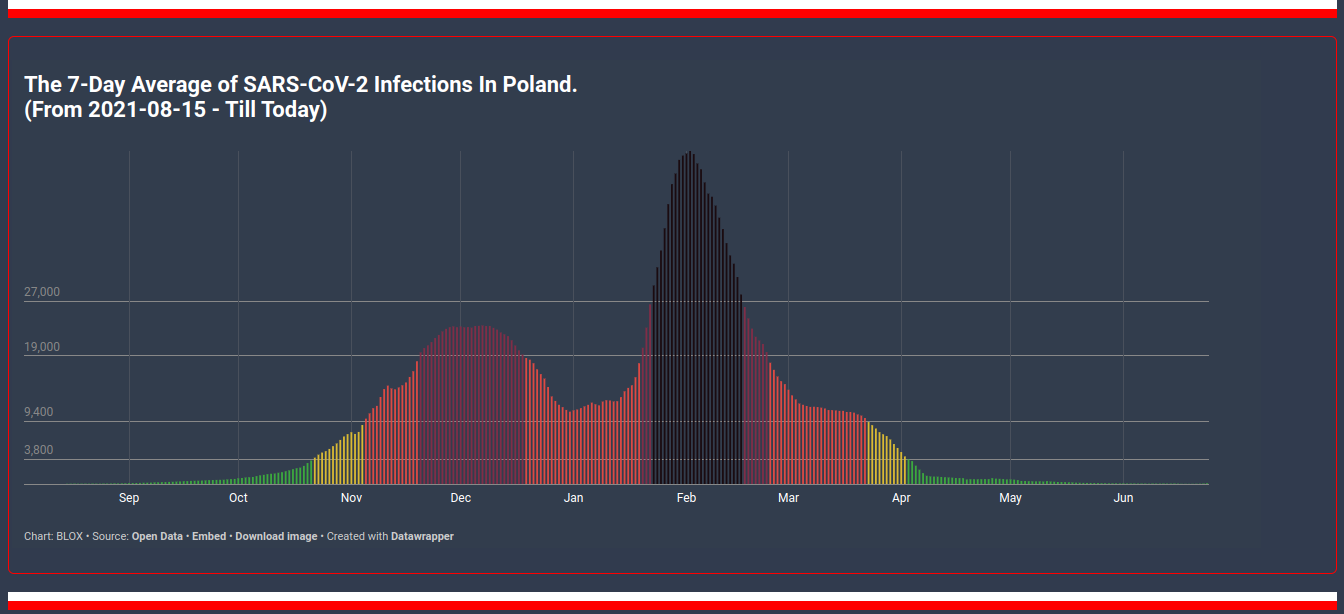 The 7-Day Average of SARS-CoV-2 Infections In Poland.
(From 2021-08-15 - Till Today)
27,000
19,000
9,400
3,800
Sep Oct Nov Dec Jan Feb Mar Apr May Jun
Chart: BLOX • Source: Open Data • Embed • Download image • Created with Datawrapper